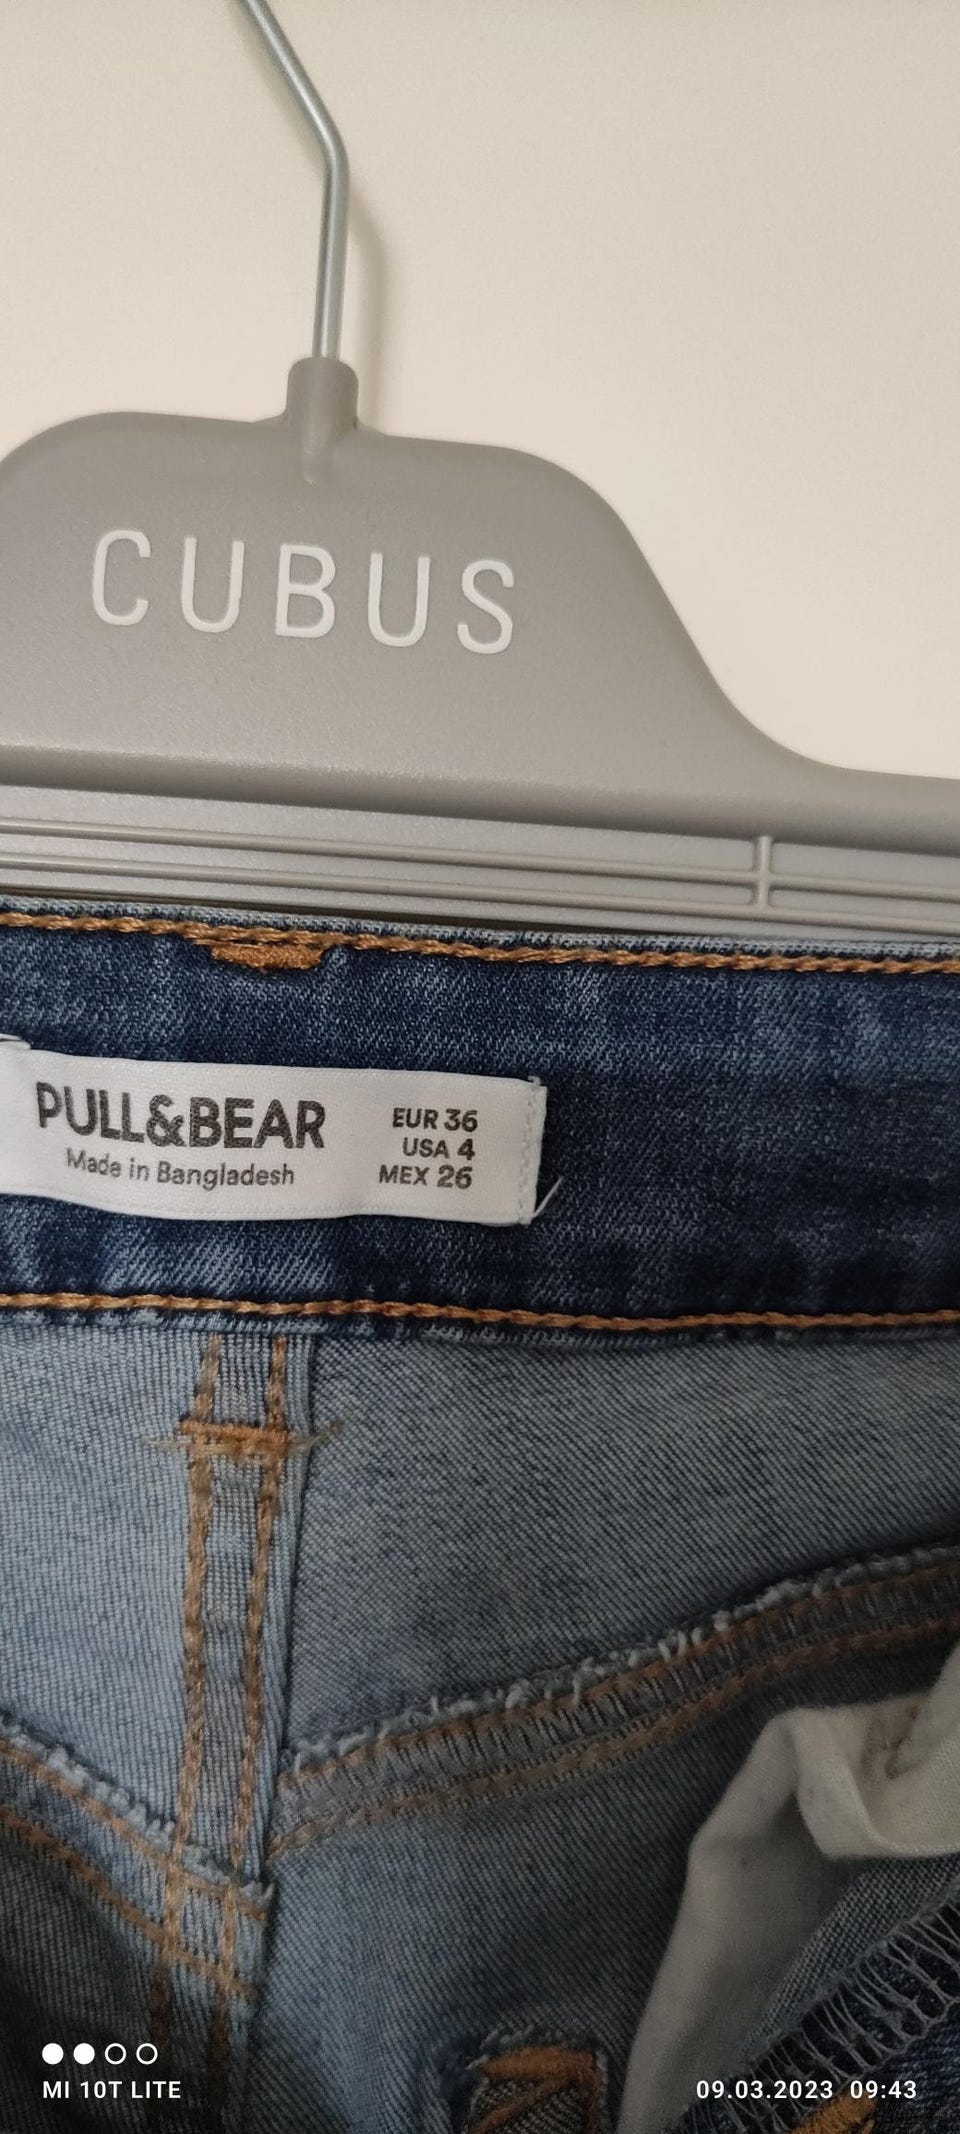 CUBUS
PULL&BEAR
Made in Bangladesh
EUR 36
USA 4
MEX 26
MI 10T LITE
09.03.2023 09:43